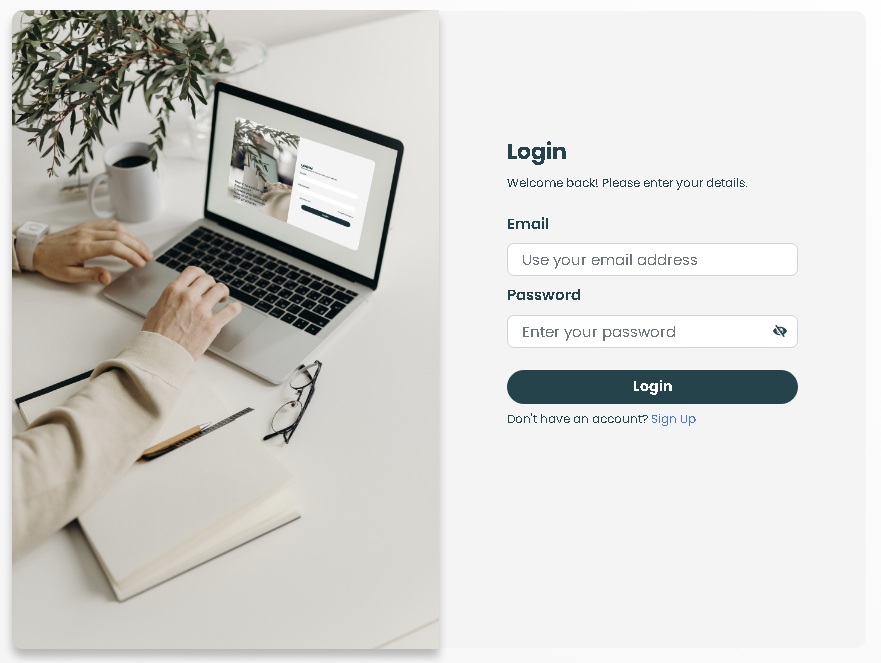 Login
Welcome back! Please enter your details.
Email
Use your email address
Password
Enter your password
Login
Don't have an account? Sign Up